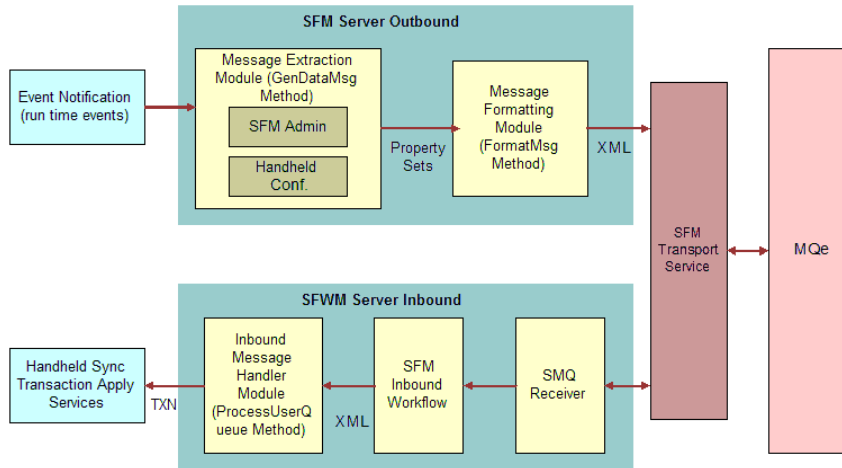 SFM Server Outbound
Event Notification
(run time events)
Message Extraction
Module (GenDataMsg
Method)
SFM Admin
Handheld
Conf.
Property
Sets
Message
Formatting
Module
(FormatMsg
Method)
XML
SFM
Transport
Service
MQe
SFWM Server Inbound
Handheld Sync
Transaction Apply
Services
TXN
Inbound
Message
Handler
Module
(ProcessUserQ
ueue Method)
XML
SFM
Inbound
Workflow
SMQ
Receiver